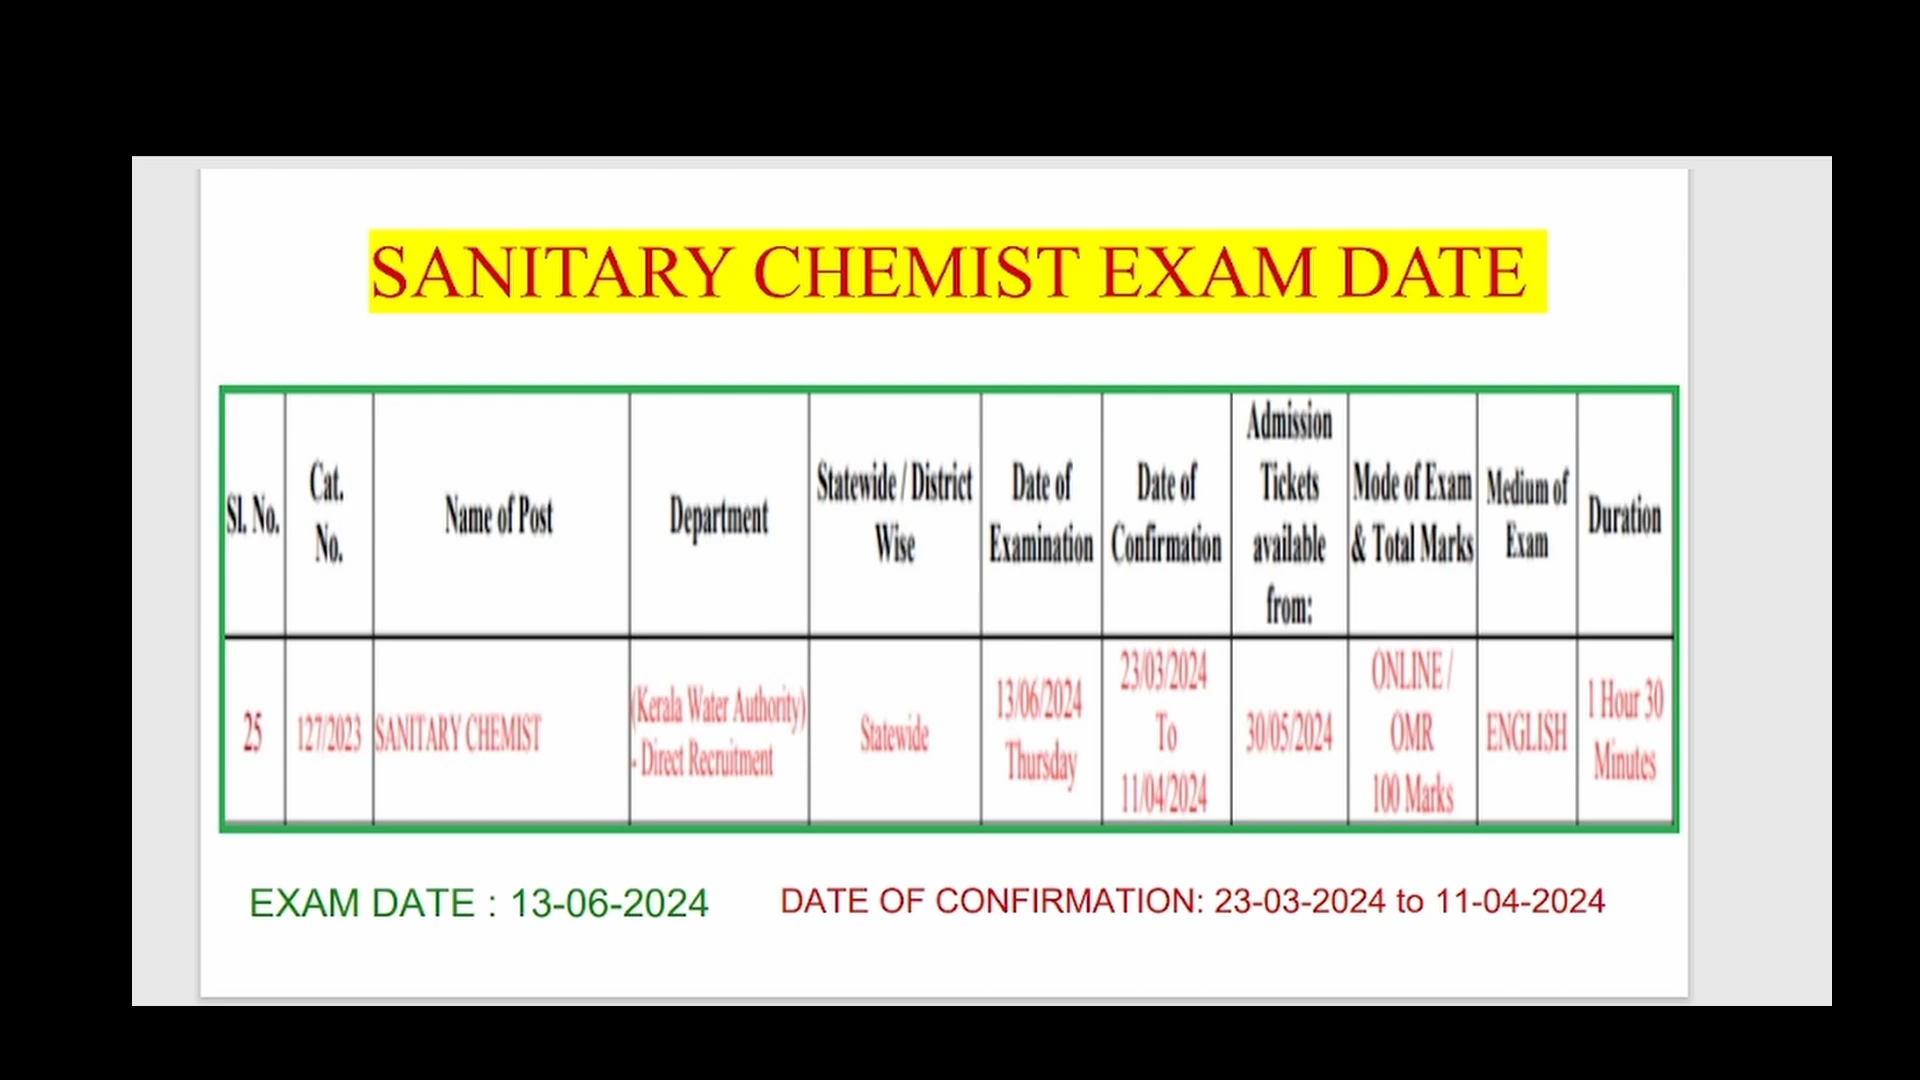 SANITARY CHEMIST EXAM DATE
Sl. No.
Cat.
No.
Name of Post
Department
Statewide / District
Wise
Date of
Examination
Date of
Confirmation
Admission
Tickets
available
from:
Mode of Exam
& Total Marks
Medium of
Exam
Duration
25
127/2023
SANITARY CHEMIST
(Kerala Water Authority)
- Direct Recruitment
Statewide
13/06/2024
Thursday
23/03/2024
To
11/04/2024
30/05/2024
ONLINE /
OMR
100 Marks
ENGLISH
1 Hour 30
Minutes
EXAM DATE : 13-06-2024
DATE OF CONFIRMATION: 23-03-2024 to 11-04-2024